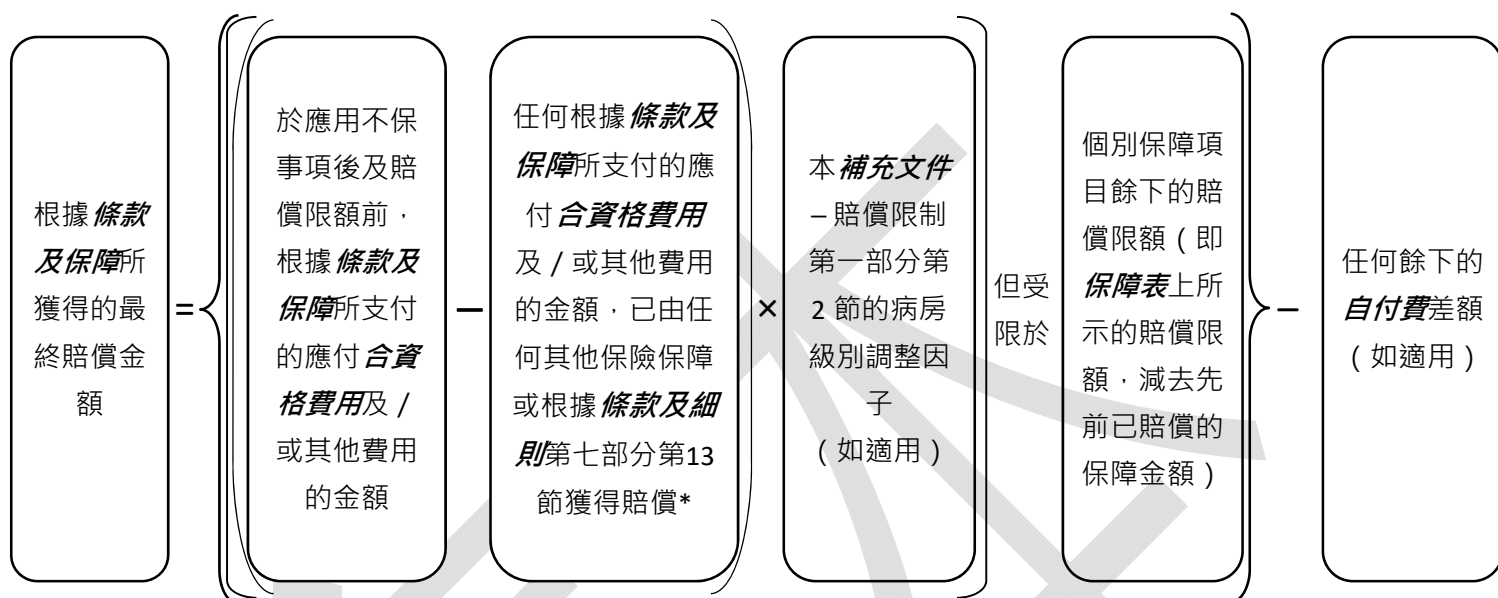 根據條款
及保障所
獲得的最
終賠償金
額
=
於應用不保
事項後及賠
償限額前，
根據條款及
保障所支付
的應付合資
格費用及 /
或其他費用
的金額
–
任何根據條款及
保障所支付的應
付合資格費用
及 / 或其他費用
的金額，已由任
何其他保險保障
或根據條款及細
則第七部分第13
節獲得賠償*
×
本補充文件
– 賠償限制
第一部分第
2 節的病房
級別調整因
子
（如適用）
但受
限於
個別保障項
目餘下的賠
償限額（即
保障表上所
示的賠償限
額，減去先
前已賠償的
保障金額）
–
任何餘下的
自付費差額
（如適用）